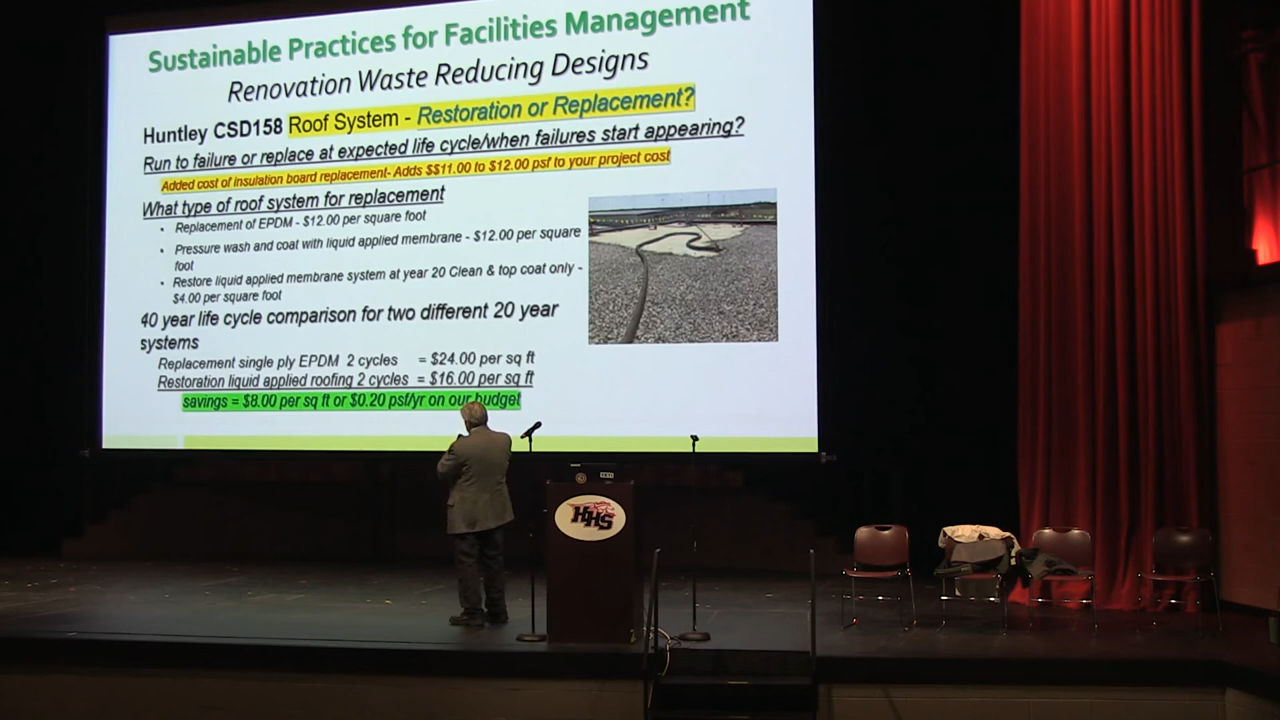 Sustainable Practices for Facilities Management
Renovation Waste Reducing Designs
Huntley CSD158 Roof System - Restoration or Replacement?
Run to failure or replace at expected life cycle/when failures start appearing?
Added cost of insulation board replacement- Adds $$11.00 to $12.00 psf to your project cost
What type of roof system for replacement
• Replacement of EPDM - $12.00 per square foot
• Pressure wash and coat with liquid applied membrane - $12.00 per square
foot
• Restore liquid applied membrane system at year 20 Clean & top coat only -
$4.00 per square foot
40 year life cycle comparison for two different 20 year
systems
Replacement single ply EPDM 2 cycles = $24.00 per sq ft
Restoration liquid applied roofing 2 cycles = $16.00 per sq ft
savings = $8.00 per sq ft or $0.20 psf/yr on our budget
HHS